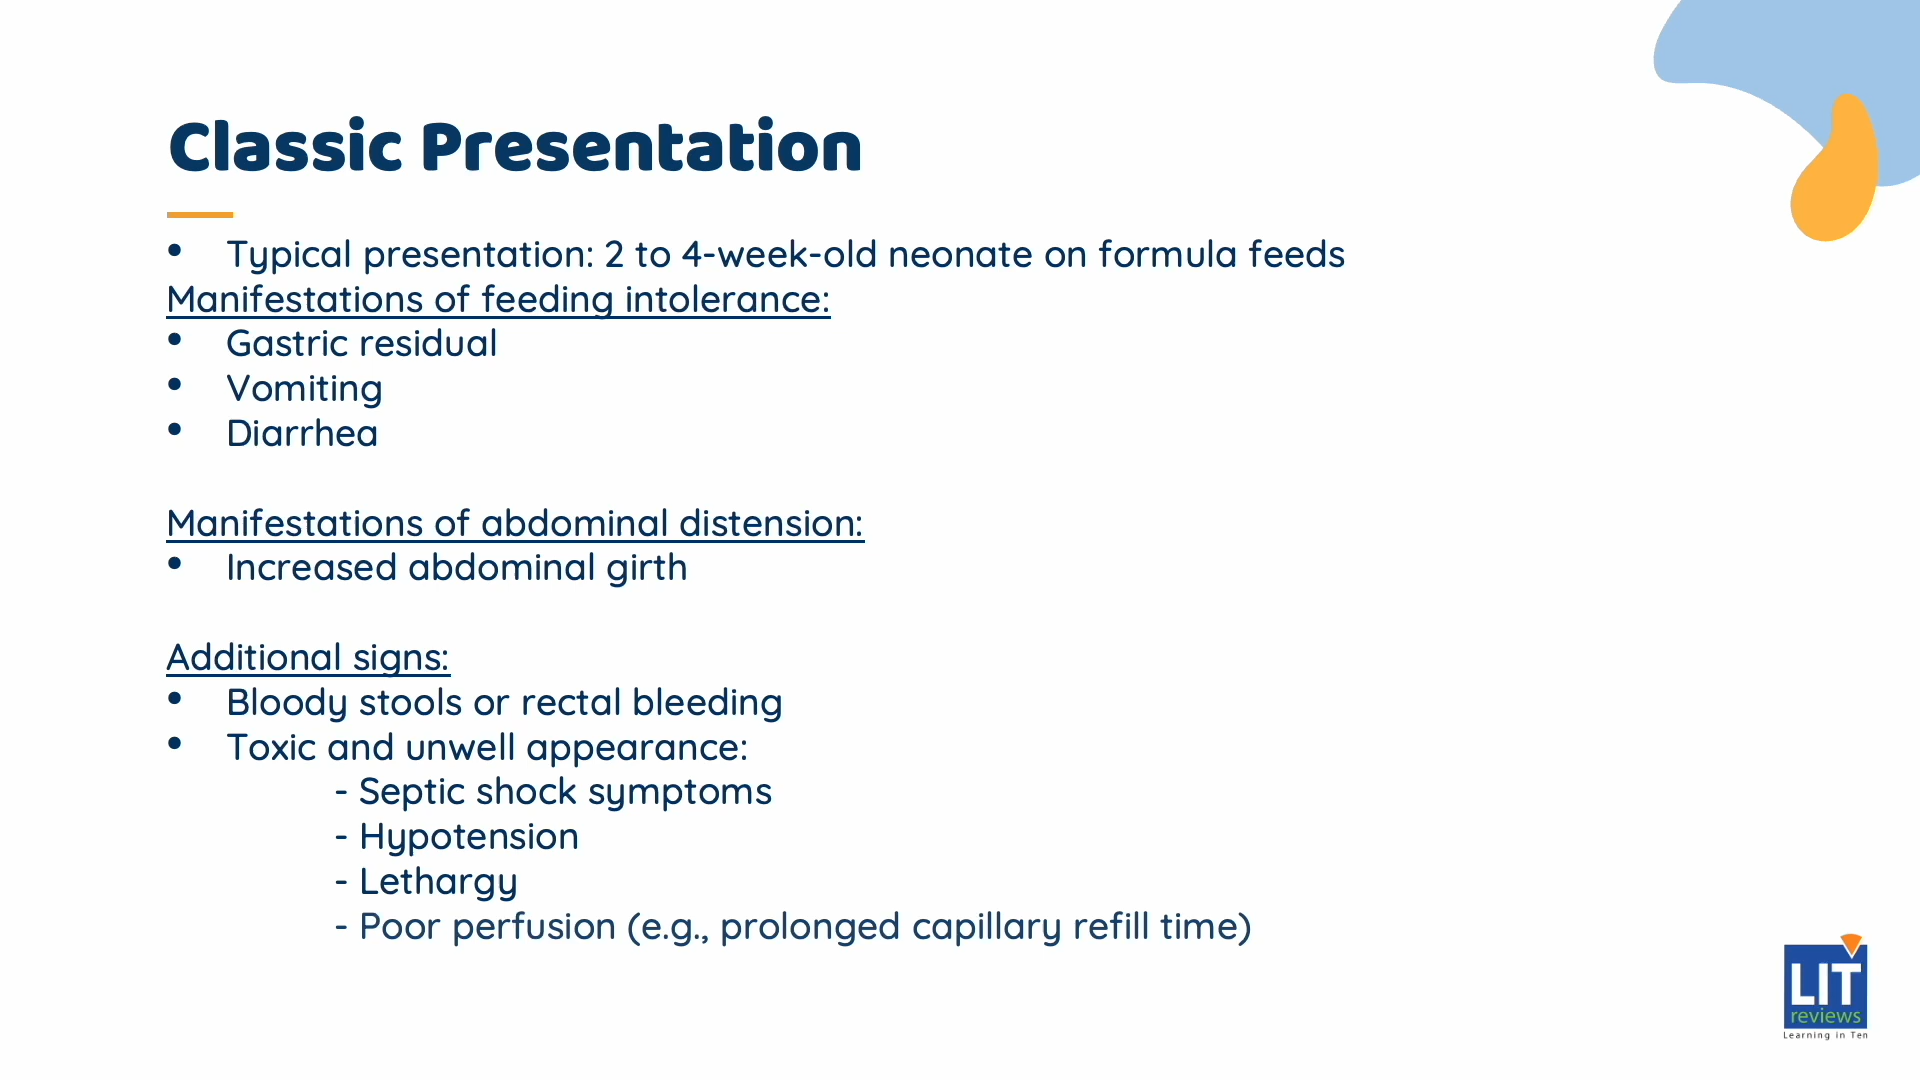 Classic Presentation
• Typical presentation: 2 to 4-week-old neonate on formula feeds
Manifestations of feeding intolerance:
• Gastric residual
• Vomiting
• Diarrhea
Manifestations of abdominal distension:
• Increased abdominal girth
Additional signs:
• Bloody stools or rectal bleeding
• Toxic and unwell appearance:
- Septic shock symptoms
- Hypotension
- Lethargy
- Poor perfusion (e.g., prolonged capillary refill time)
LIT
reviews
Learning in Ten